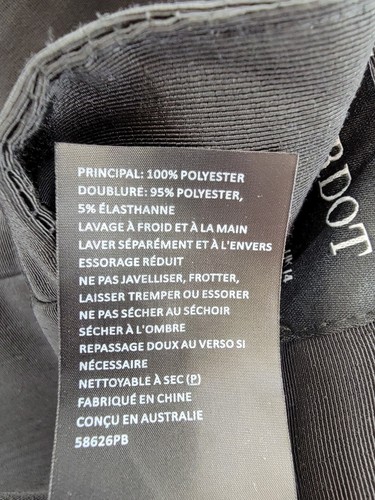 PRINCIPAL: 100% POLYESTER
DOUBLURE: 95% POLYESTER,
5% ÉLASTHANNE
LAVAGE À FROID ET À LA MAIN
LAVER SÉPARÉMENT ET À L'ENVERS
ESSORAGE RÉDUIT
NE PAS JAVELLISER, FROTTER,
LAISSER TREMPER OU ESSORER
NE PAS SÉCHER AU SÉCHOIR
SÉCHER À L'OMBRE
REPASSAGE DOUX AU VERSO SI
NÉCESSAIRE
NETTOYABLE À SEC (P)
FABRIQUÉ EN CHINE
CONÇU EN AUSTRALIE
58626PB
RDOT